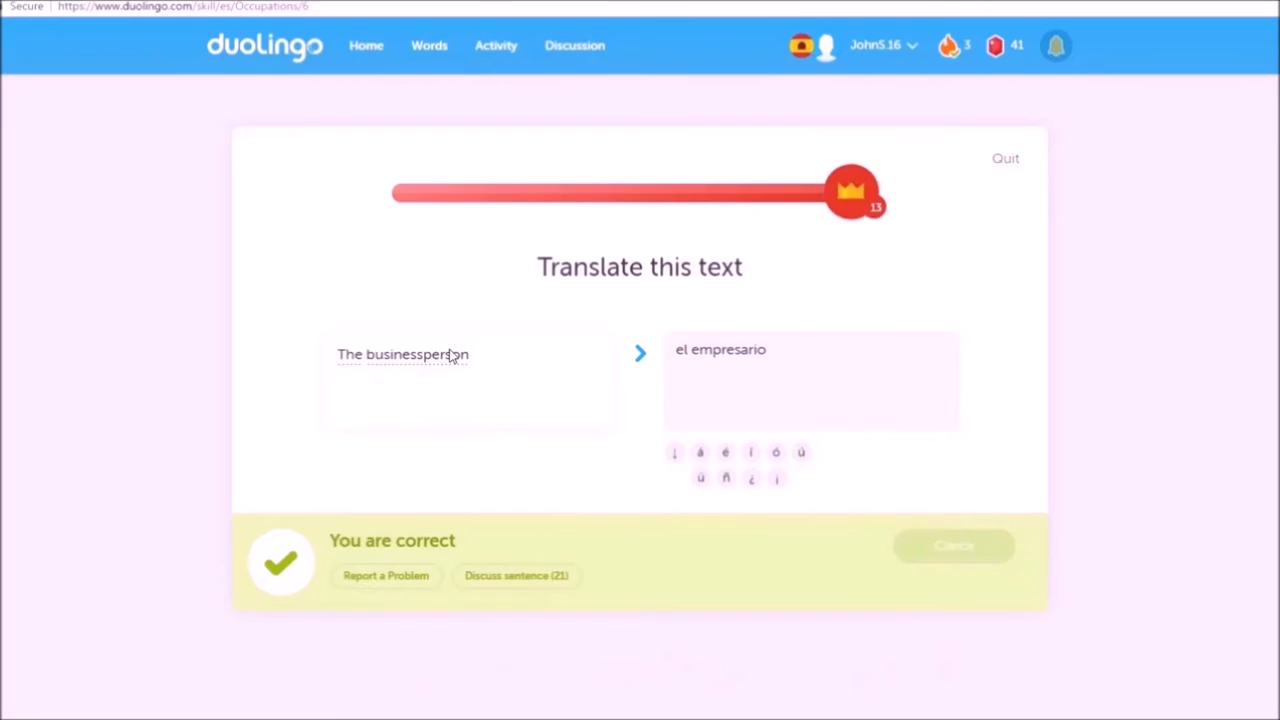 Secure https://www.duolingo.com/skill/es/Occupations/6
duolingo Home Words Activity Discussion JohnS.16 3 41
Quit
13
Translate this text
The businessperson
el empresario
á é í ó ú
ü ñ ¿ ¡
You are correct
Report a Problem Discuss sentence (21)